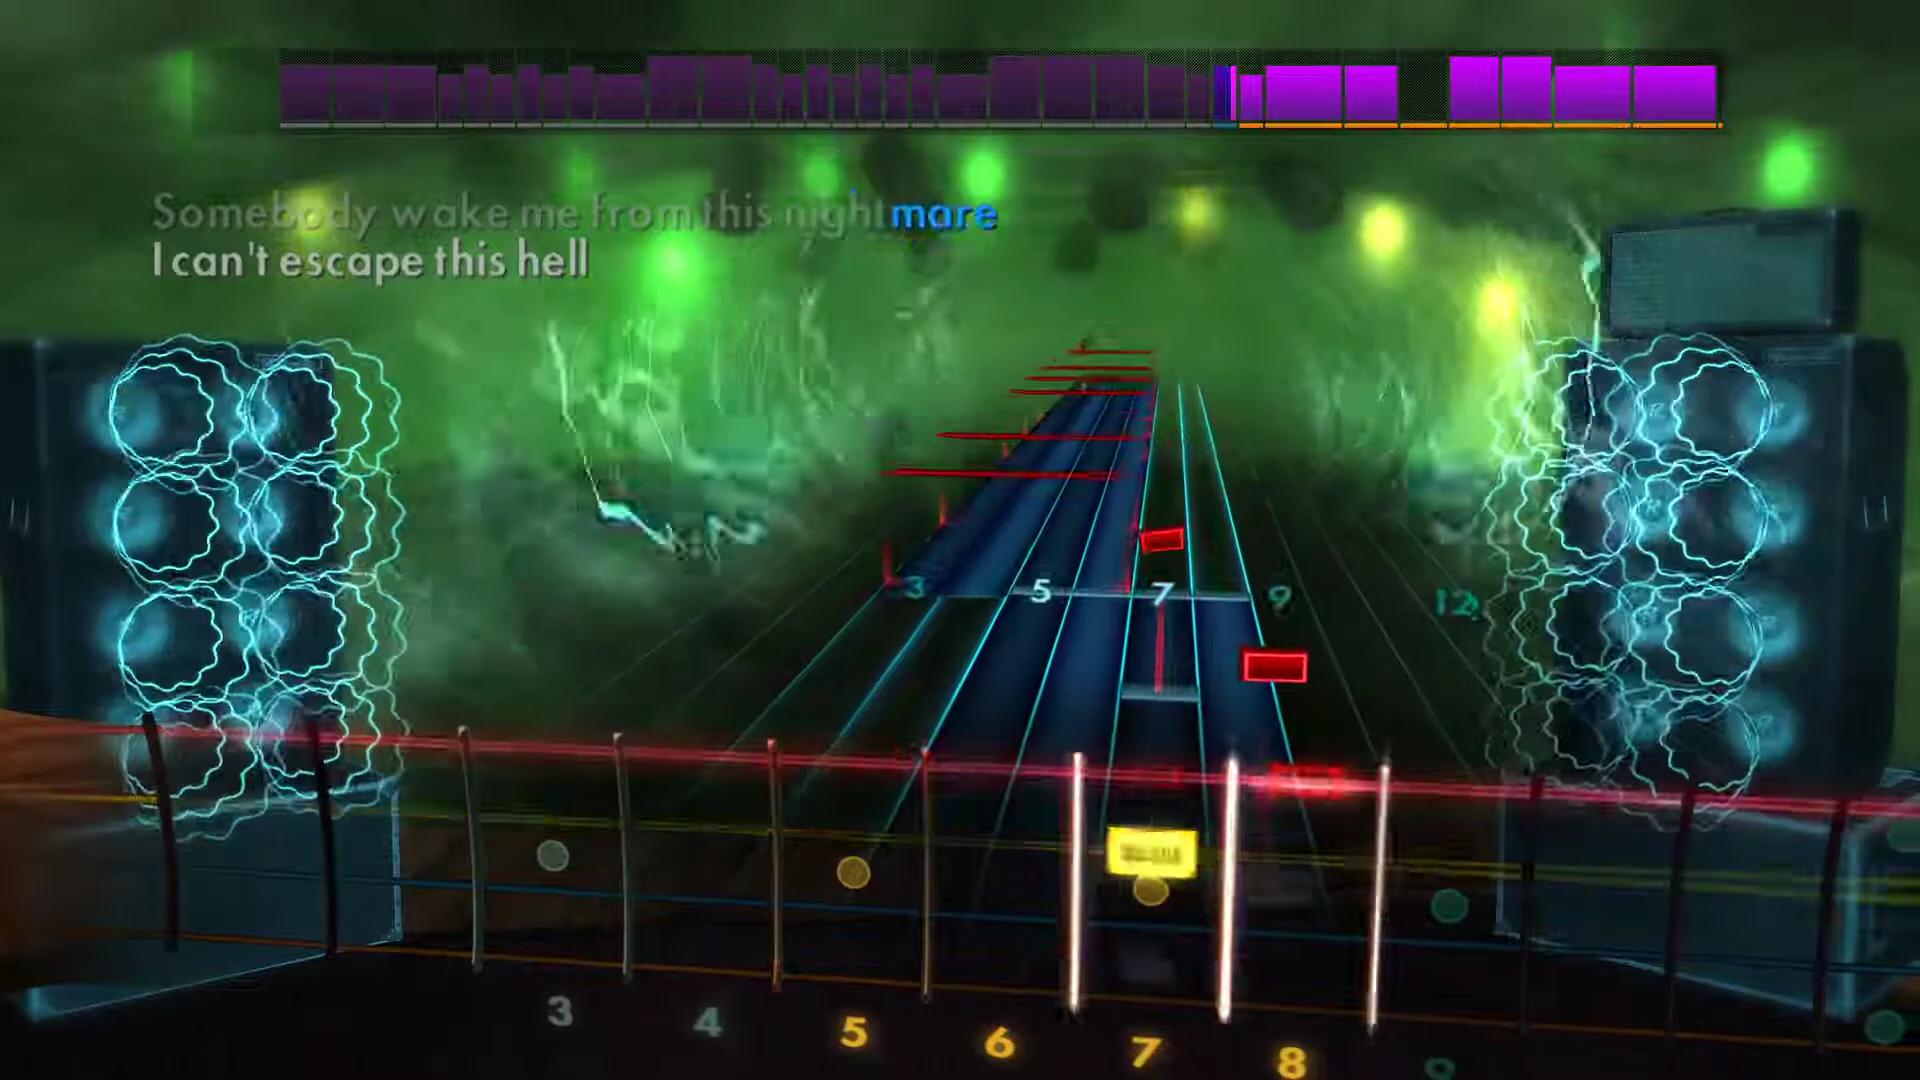 Somebody wake me from this nightmare
I can't escape this hell
3 5 7 9 12
3 4 5 6 7 8 9